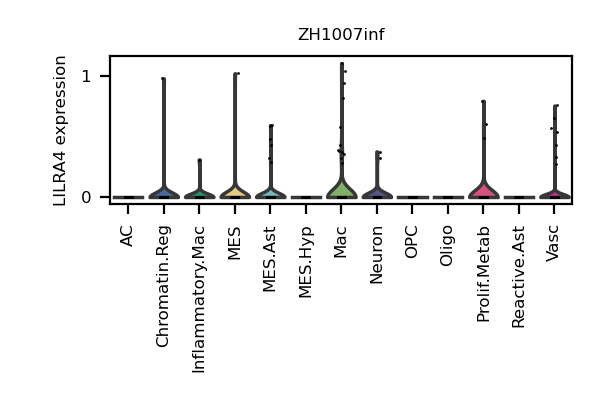 ZH1007inf
LILRA4 expression
1
0
AC
Chromatin.Reg
Inflammatory.Mac
MES
MES.Ast
MES.Hyp
Mac
Neuron
OPC
Oligo
Prolif.Metab
Reactive.Ast
Vasc